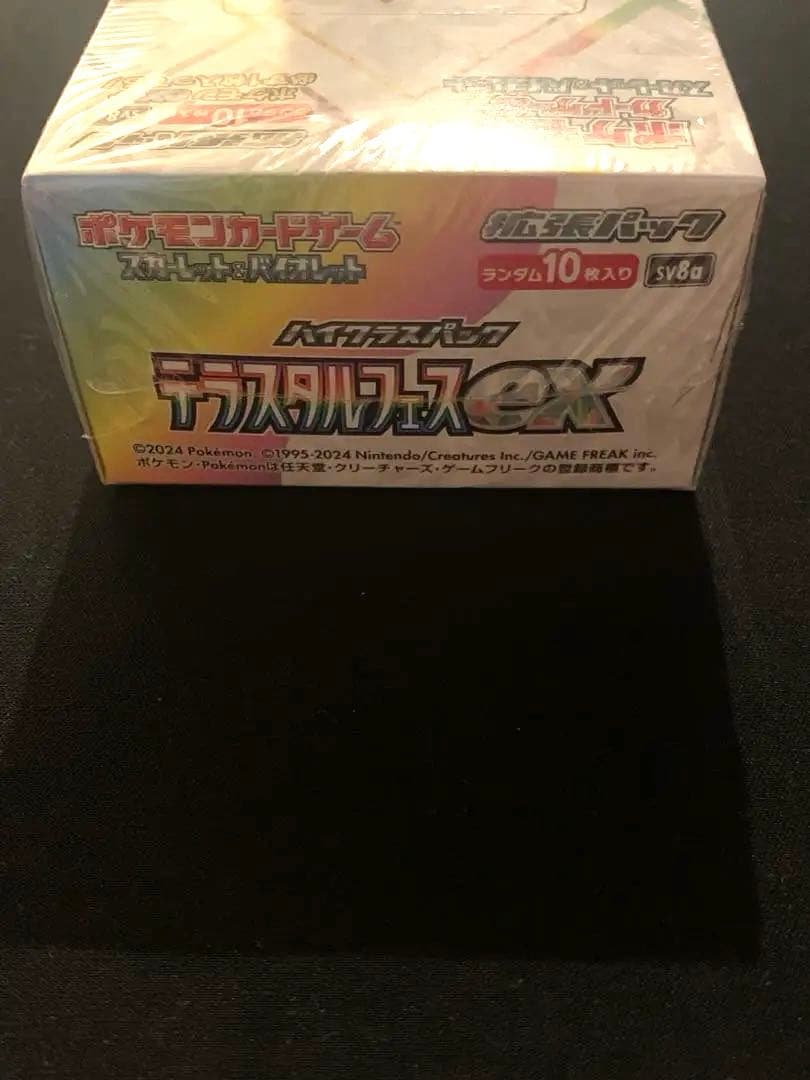 ポケモンカードゲーム
スカーレット&バイオレット
拡張パック
ランダム10枚入り SV8a
ハイクラスパック
テラスタルフェスex
©2024 Pokémon. ©1995-2024 Nintendo/Creatures Inc./GAME FREAK inc.
ポケモン・Pokémonは任天堂・クリーチャーズ・ゲームフリークの登録商標です。